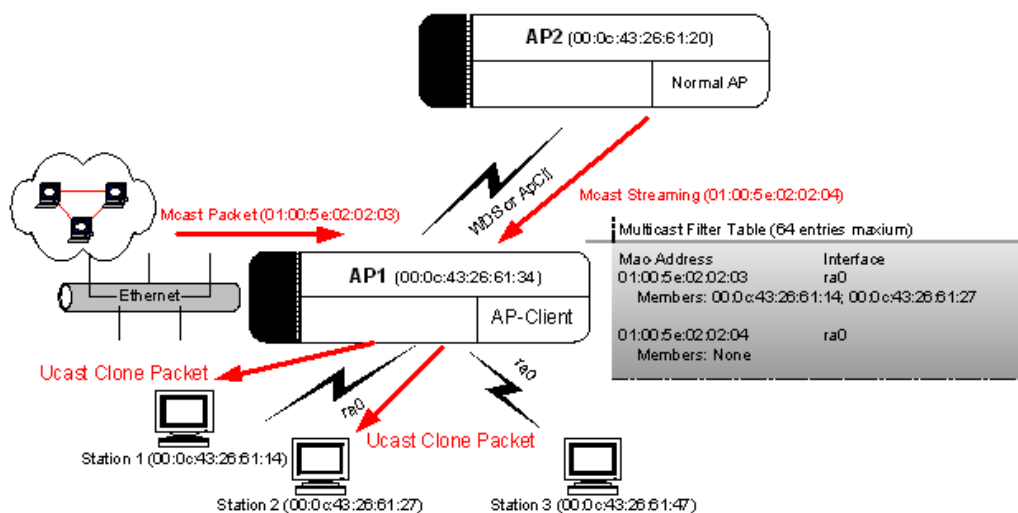 AP2 (00:0c:43:26:61:20)
Normal AP
WDS or ApCli
Mcast Streaming (01:00:5e:02:02:04)
Mcast Packet (01:00:5e:02:02:03)
Multicast Filter Table (64 entries maxium)
Mac Address Interface
01:00:5e:02:02:03 ra0
Members: 00:0c:43:26:61:14; 00:0c:43:26:61:27
01:00:5e:02:02:04 ra0
Members: None
AP1 (00:0c:43:26:61:34)
AP-Client
Ethernet
Ucast Clone Packet
ra0
ra0
Ucast Clone Packet
Station 1 (00:0c:43:26:61:14)
Station 2 (00:0c:43:26:61:27)
Station 3 (00:0c:43:26:61:47)